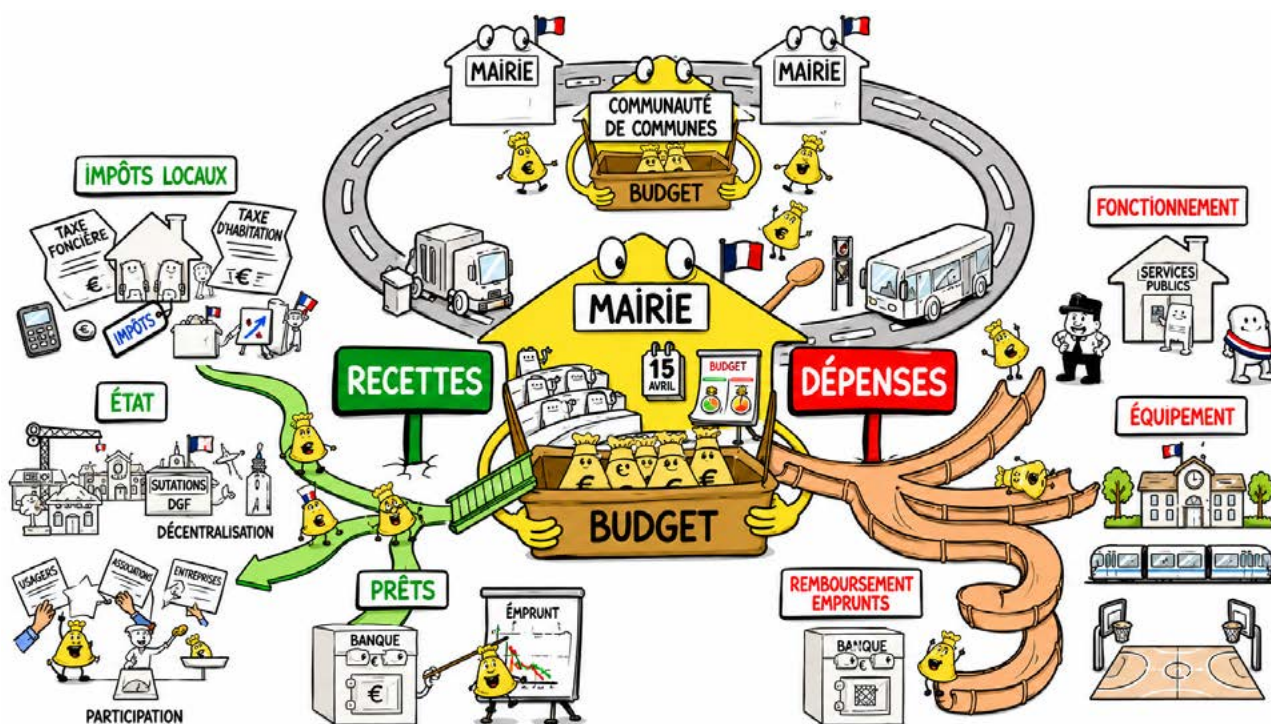 MAIRIE
MAIRIE
COMMUNAUTÉ
DE COMMUNES
€
€
€
BUDGET
IMPÔTS LOCAUX
TAXE
FONCIÈRE
€
TAXE
D'HABITATION
€
€
IMPÔTS
FONCTIONNEMENT
SERVICES
PUBLICS
MAIRIE
15
AVRIL
BUDGET
RECETTES
DÉPENSES
€
ÉTAT
SUTATIONS
DGF
DÉCENTRALISATION
€
€
ÉQUIPEMENT
€
€
€
€
BUDGET
USAGERS
ASSOCIATIONS
ENTREPRISES
PARTICIPATION
PRÊTS
BANQUE
€
€
ÉMPRUNT
€
REMBOURSEMENT
EMPRUNTS
BANQUE
€
€